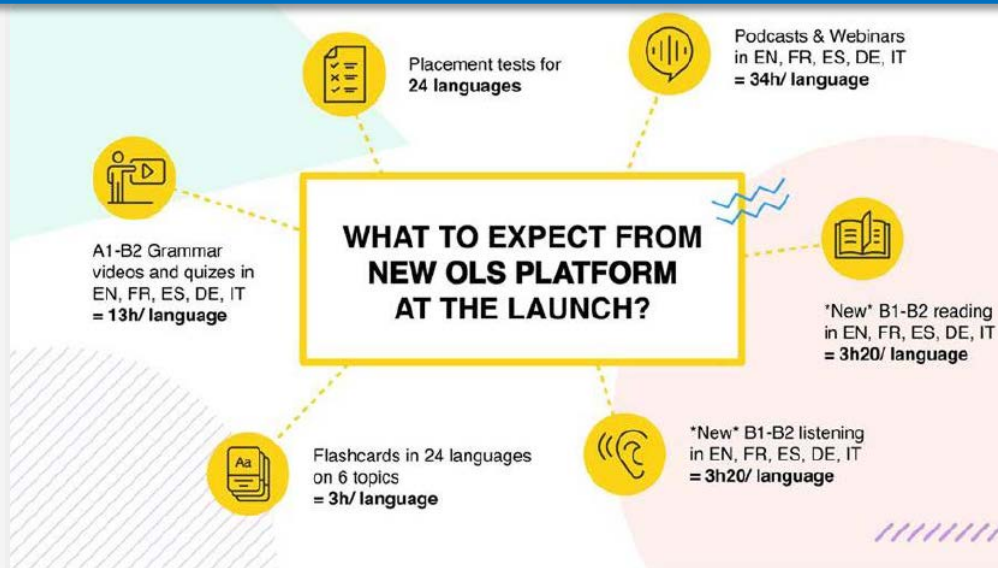 Placement tests for
24 languages
Podcasts & Webinars
in EN, FR, ES, DE, IT
= 34h/ language
A1-B2 Grammar
videos and quizes in
EN, FR, ES, DE, IT
= 13h/ language
WHAT TO EXPECT FROM
NEW OLS PLATFORM
AT THE LAUNCH?
*New* B1-B2 reading
in EN, FR, ES, DE, IT
= 3h20/ language
Aa
Flashcards in 24 languages
on 6 topics
= 3h/ language
*New* B1-B2 listening
in EN, FR, ES, DE, IT
= 3h20/ language